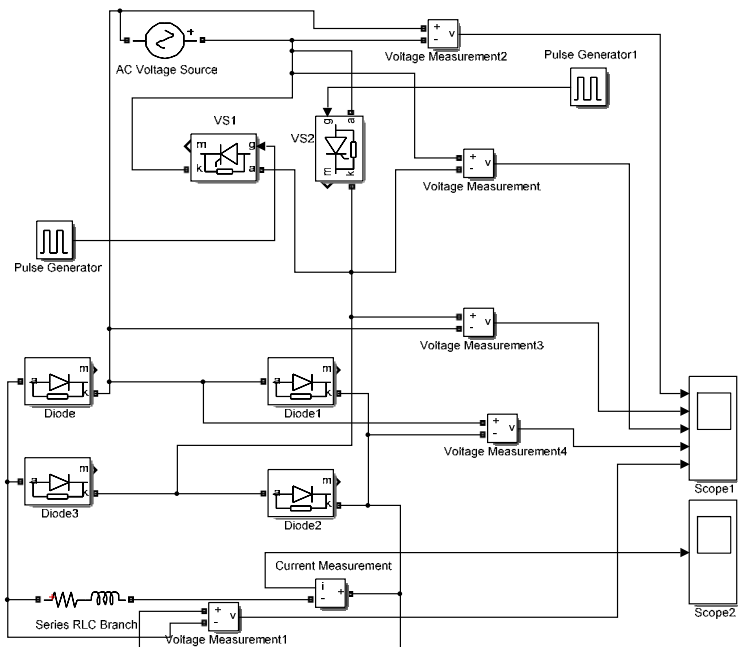 +
AC Voltage Source
+
-
v
Voltage Measurement2
Pulse Generator1
VS1
m
g
k
a
VS2
g
a
m
k
+
-
v
Voltage Measurement
Pulse Generator
+
-
v
Voltage Measurement3
a
m
k
Diode
a
m
k
Diode1
+
-
v
Voltage Measurement4
Scope1
a
m
k
Diode3
a
m
k
Diode2
Current Measurement
i
-
+
Scope2
+
Series RLC Branch
+
-
v
Voltage Measurement1